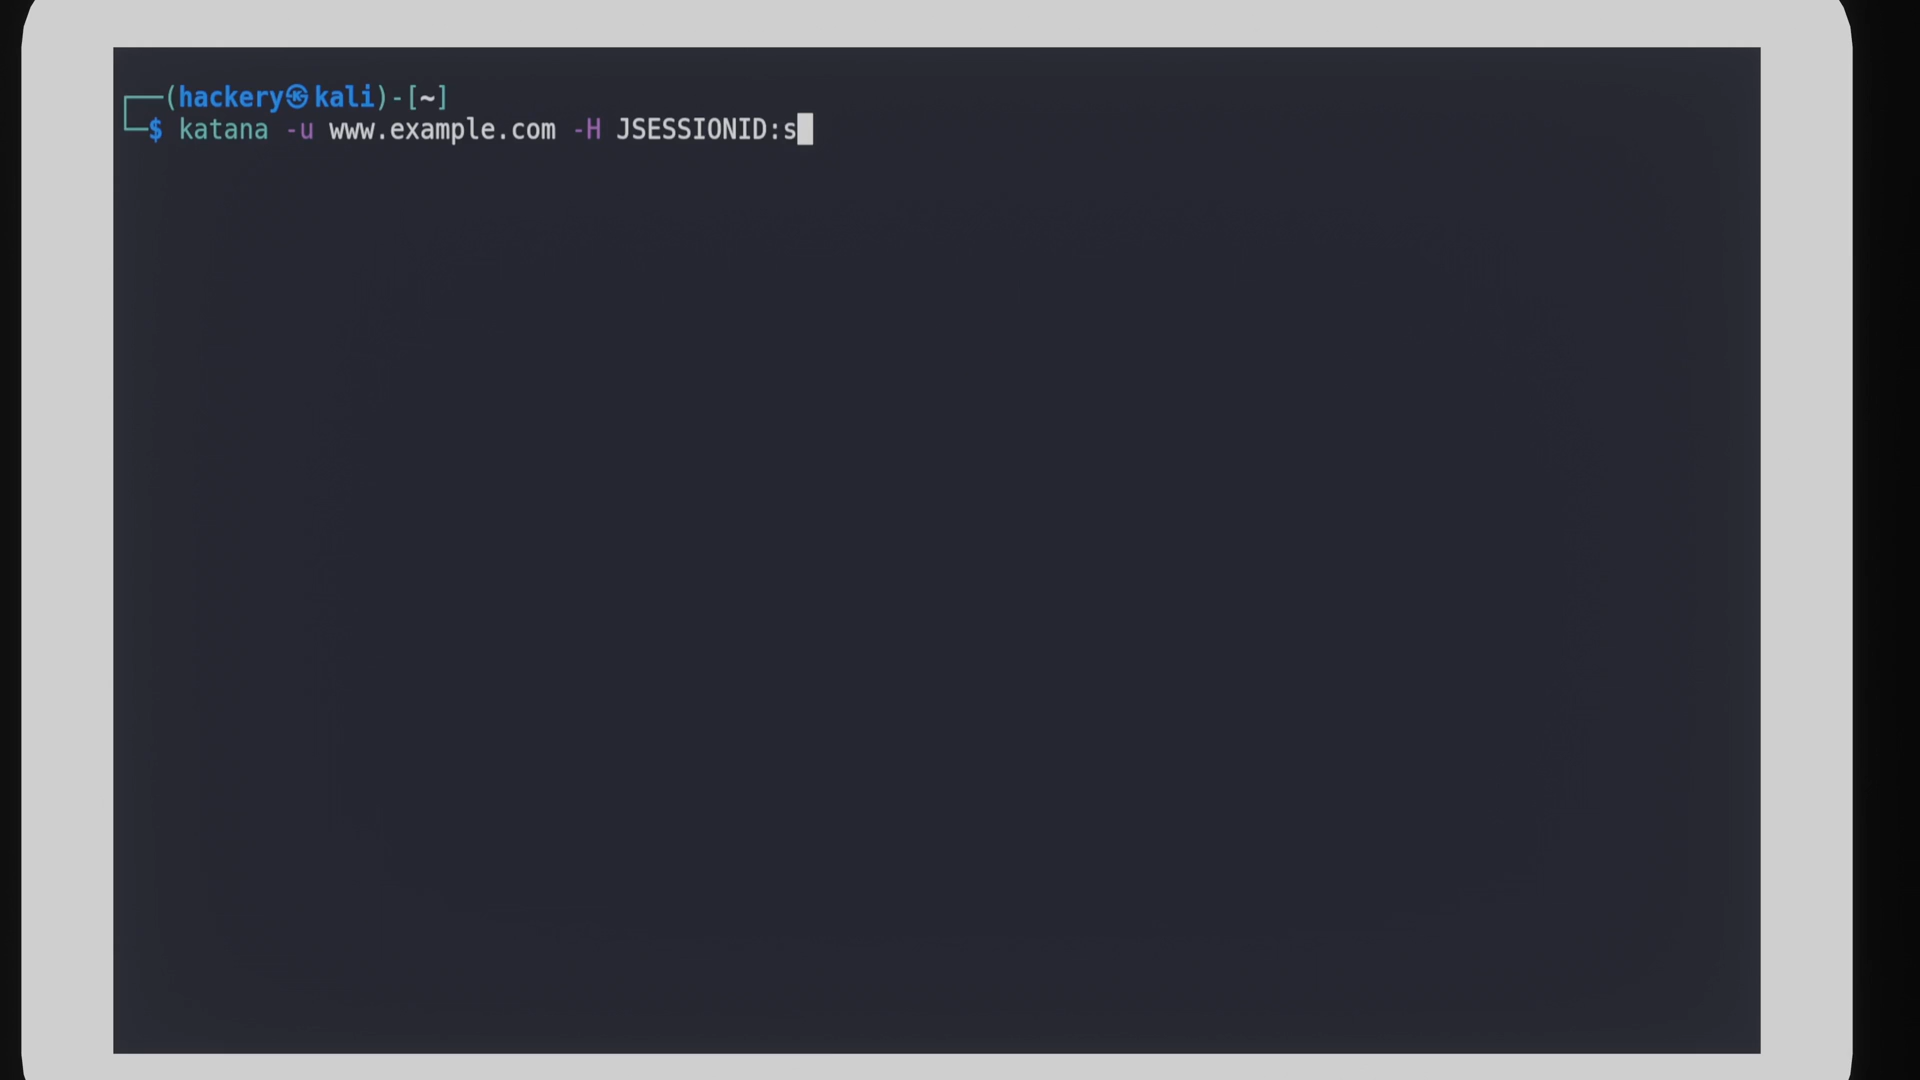 ┌──(hackery㉿kali)-[~]
└─$ katana -u www.example.com -H JSESSIONID:s